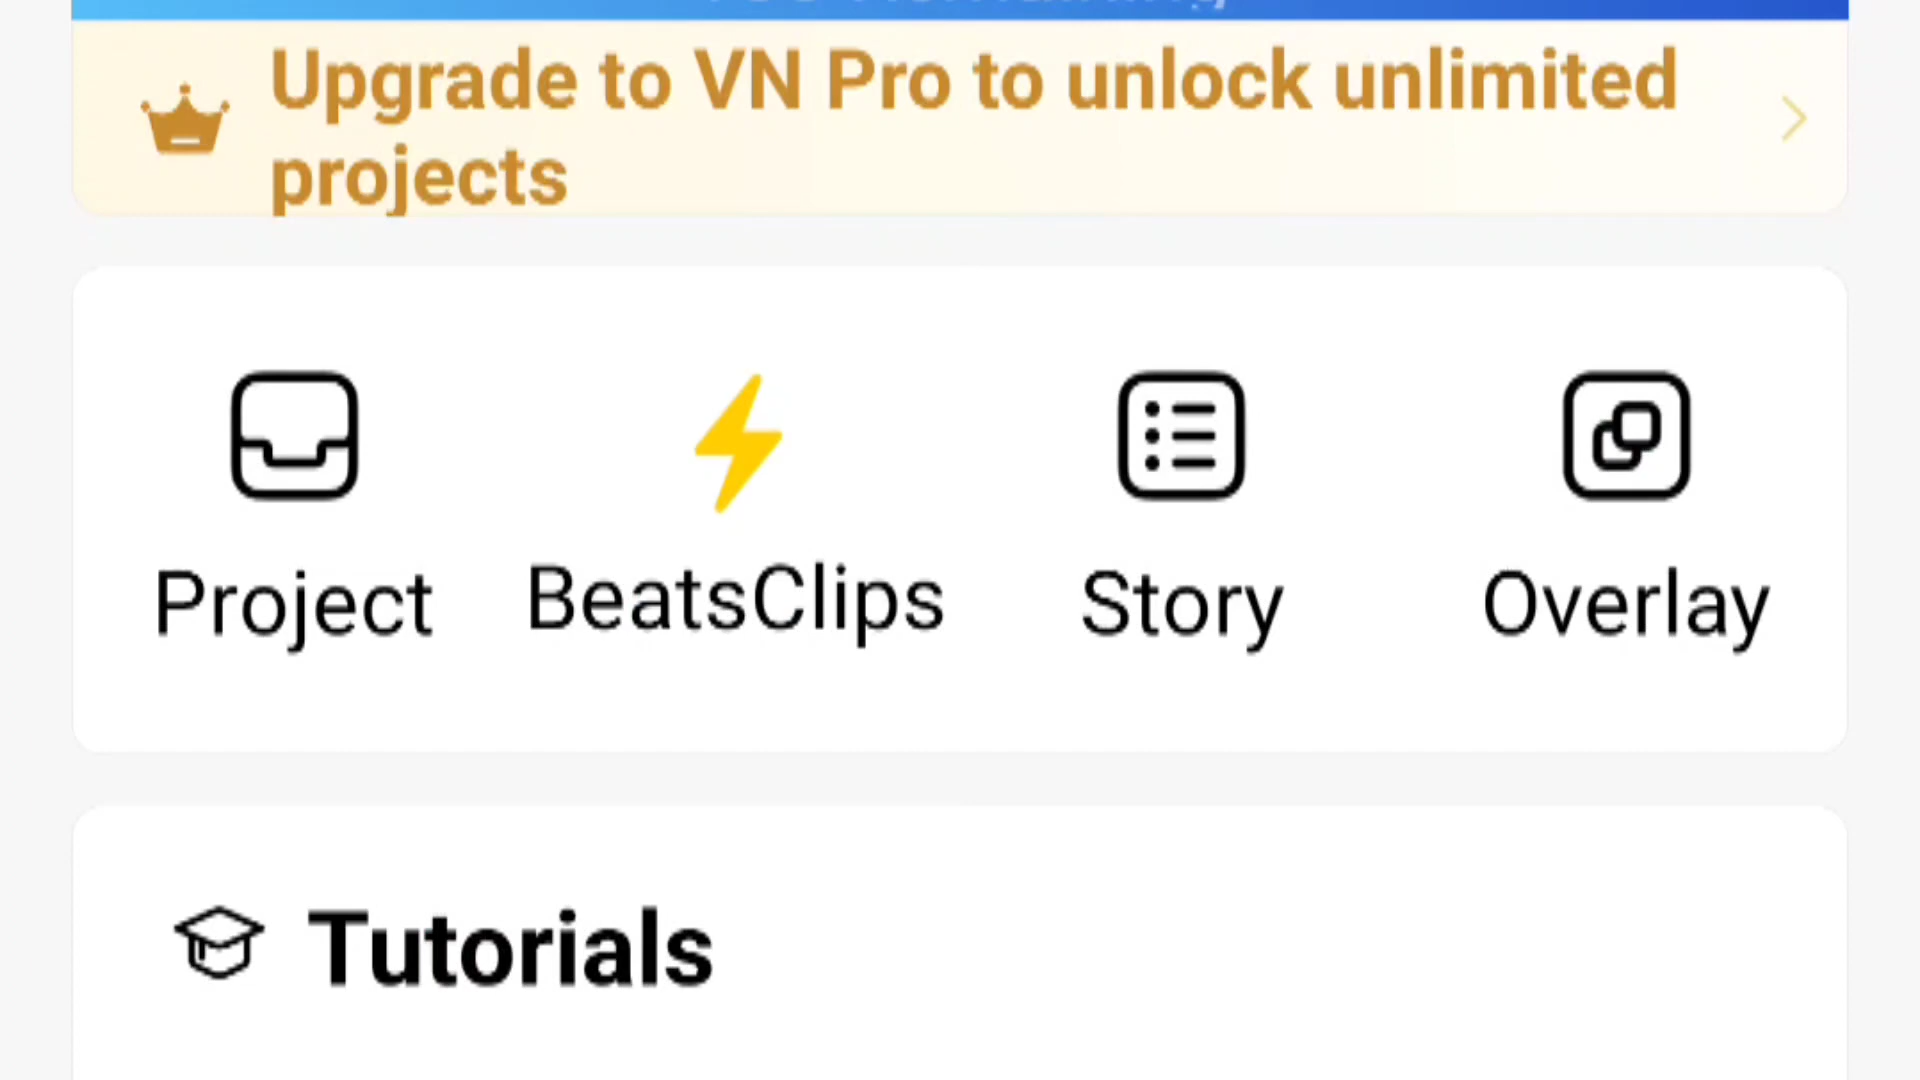 Upgrade to VN Pro to unlock unlimited
projects
Project
BeatsClips
Story
Overlay
Tutorials